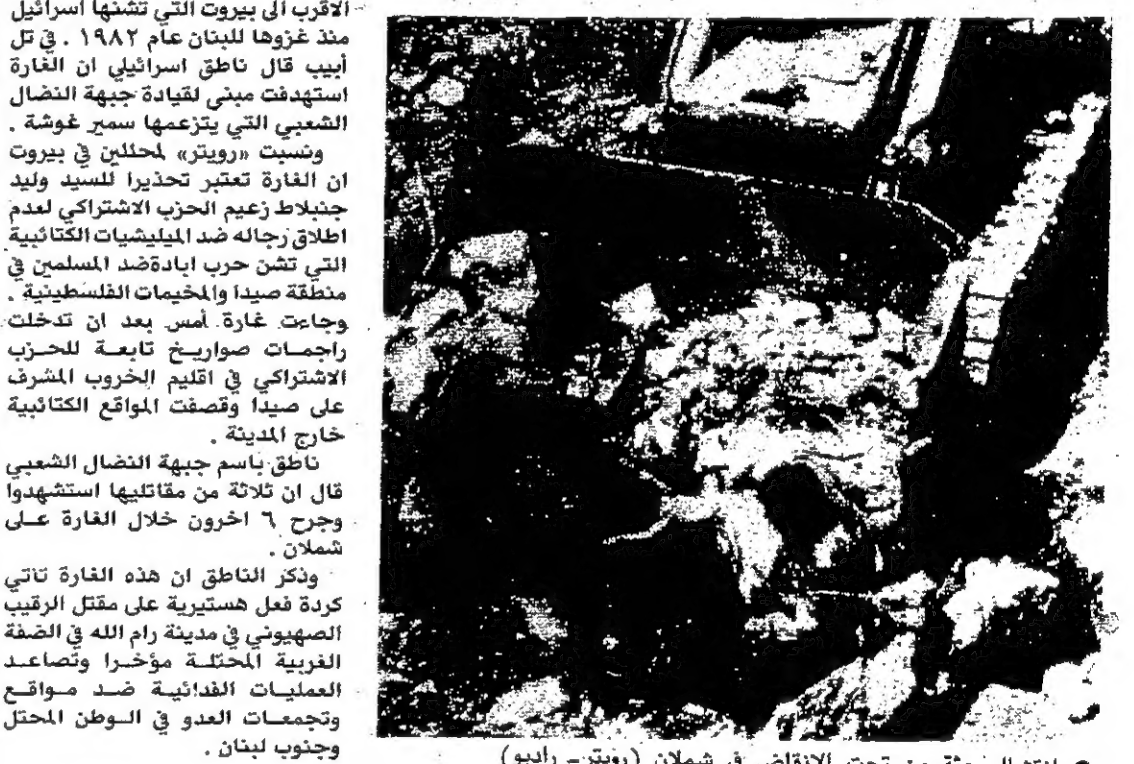 الاقرب الى بيروت التي تشنها اسرائيل
منذ غزوها للبنان عام ١٩٨٢ . في تل
أبيب قال ناطق اسرائيلي ان الغارة
استهدفت مبنى لقيادة جبهة النضال
الشعبي التي يتزعمها سمير غوشة .
ونسبت «رويتر» لمحللين في بيروت
ان الغارة تعتبر تحذيرا للسيد وليد
جنبلاط زعيم الحزب الاشتراكي لعدم
اطلاق رجاله ضد الميليشيات الكتائبية
التي تشن حرب ابادةضد المسلمين في
منطقة صيدا والمخيمات الفلسطينية .
وجاءت غارة أمس بعد ان تدخلت
راجمات صواريخ تابعة للحزب
الاشتراكي في اقليم الخروب المشرف
على صيدا وقصفت المواقع الكتائبية
خارج المدينة .
ناطق باسم جبهة النضال الشعبي
قال ان ثلاثة من مقاتليها استشهدوا
وجرح ٦ اخرون خلال الغارة على
شملان .
وذكر الناطق ان هذه الغارة تاتي
كردة فعل هستيرية على مقتل الرقيب
الصهيوني في مدينة رام الله في الضفة
الغربية المحتلة مؤخرا وتصاعد
العمليات الفدائية ضد مواقع
وتجمعات العدو في الوطن المحتل
وجنوب لبنان .
جثة من تحت الانقاض في شملان (رويتر - راديو)